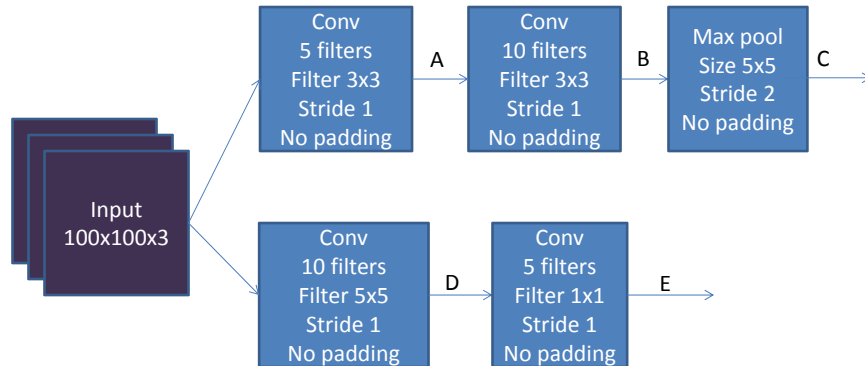 Input
100x100x3
Conv
5 filters
Filter 3x3
Stride 1
No padding
A
Conv
10 filters
Filter 3x3
Stride 1
No padding
B
Max pool
Size 5x5
Stride 2
No padding
C
Conv
10 filters
Filter 5x5
Stride 1
No padding
D
Conv
5 filters
Filter 1x1
Stride 1
No padding
E